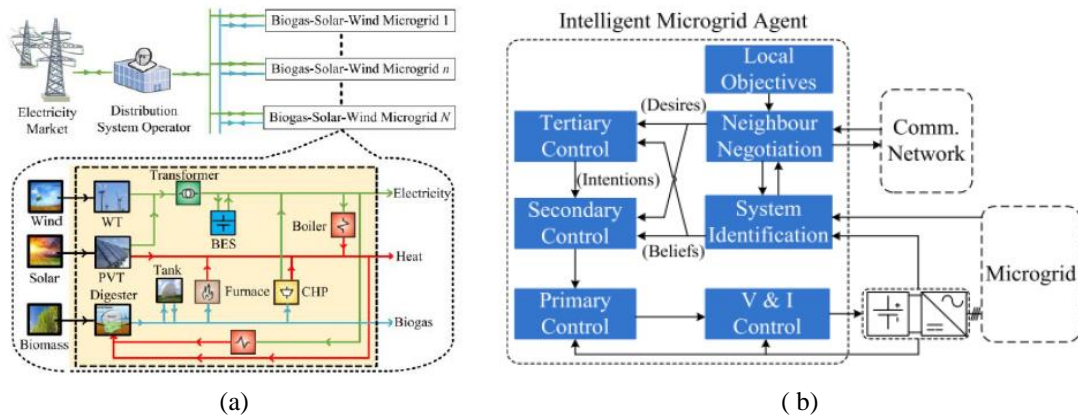 Electricity
Market
Distribution
System Operator
Biogas-Solar-Wind Microgrid 1
Biogas-Solar-Wind Microgrid n
Biogas-Solar-Wind Microgrid N
Wind
WT
Transformer
BES
Boiler
Electricity
Solar
PVT
Tank
Furnace
CHP
Heat
Biomass
Digester
Biogas
(a)
Intelligent Microgrid Agent
Local
Objectives
(Desires)
Tertiary
Control
Neighbour
Negotiation
Comm.
Network
(Intentions)
Secondary
Control
System
Identification
(Beliefs)
Microgrid
Primary
Control
V & I
Control
( b)